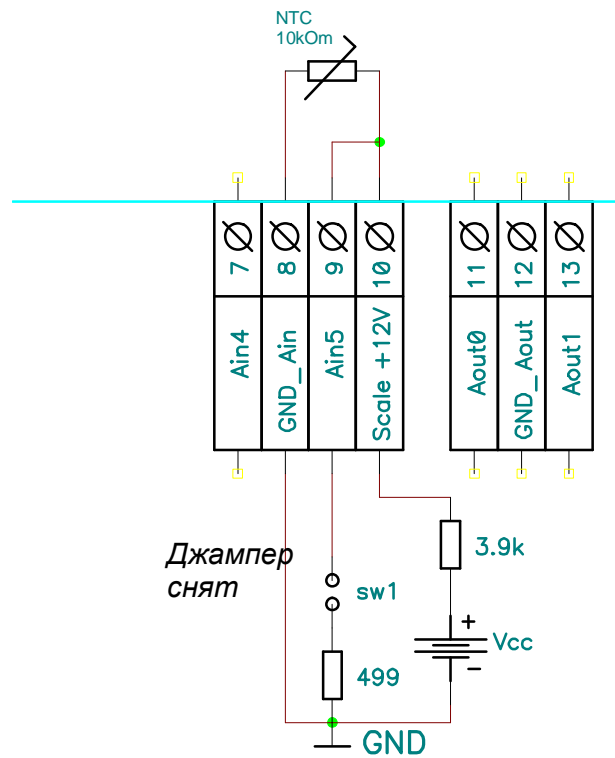 NTC
10kOm
7
8
9
10
11
12
13
Ain4
GND_Ain
Ain5
Scale +12V
Aout0
GND_Aout
Aout1
Джампер
снят
sw1
3.9k
+
Vcc
−
499
GND